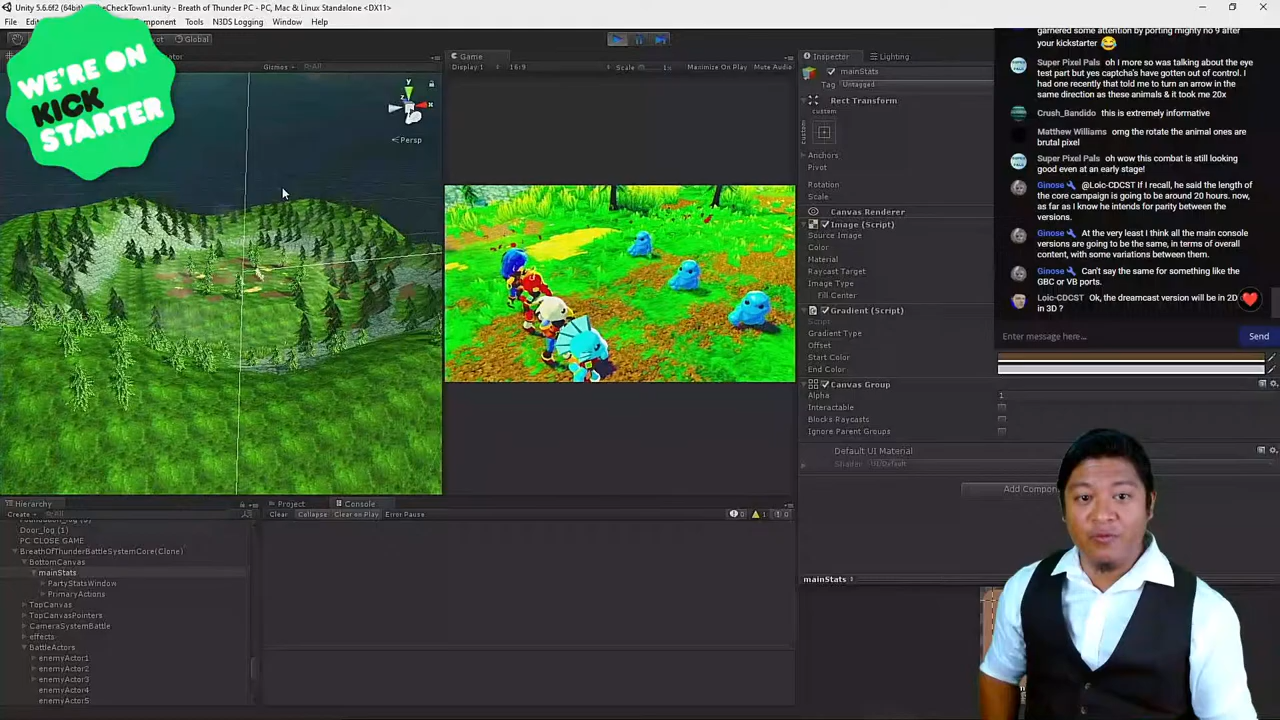 Unity 5.6.6f2 (64bit)
eCheckTown1.unity - Breath of Thunder PC - PC, Mac & Linux Standalone <DX11>
File
Component
Tools
N3DS Logging
Window
Help
Global
WE'RE ON
KICK
STARTER
Gizmos
All
y
x
Persp
Game
Display:1
16:9
Scale
1x
Maximize On Play
Mute Audio
Inspector
Lighting
mainStats
Tag
Untagged
Rect Transform
custom
custom
Anchors
Pivot
Rotation
Scale
Canvas Renderer
Image (Script)
Source Image
Color
Material
Raycast Target
Image Type
Fill Center
Gradient (Script)
Script
Gradient Type
Offset
Start Color
End Color
Canvas Group
Alpha
1
Interactable
Blocks Raycasts
Ignore Parent Groups
Default UI Material
Shader
UI/Default
Add Compon
mainStats
garnered some attention by porting mighty no 9 after
your kickstarter 😂
Super Pixel Pals oh I more so was talking about the eye
test part but yes captcha's have gotten out of control. I
had one recently that told me to turn an arrow in the
same direction as these animals & it took me 20x
Crush_Bandido this is extremely informative
Matthew Williams omg the rotate the animal ones are
brutal pixel
Super Pixel Pals oh wow this combat is still looking
good even at an early stage!
Ginose @Loic-CDCST If I recall, he said the length of
the core campaign is going to be around 20 hours. now,
as far as I know he intends for parity between the
versions.
Ginose At the very least I think all the main console
versions are going to be the same, in terms of overall
content, with some variations between them.
Ginose Can't say the same for something like the
GBC or VB ports.
Loic-CDCST Ok, the dreamcast version will be in 2D
in 3D ?
Enter message here...
Send
Hierarchy
Create
All
Door_log (1)
PC CLOSE GAME
BreathOfThunderBattleSystemCore(Clone)
BottomCanvas
mainStats
PartyStatsWindow
PrimaryActions
TopCanvas
TopCanvasPointers
CameraSystemBattle
effects
BattleActors
enemyActor1
enemyActor2
enemyActor3
enemyActor4
enemyActor5
Project
Console
Clear
Collapse
Clear on Play
Error Pause
0
1
0